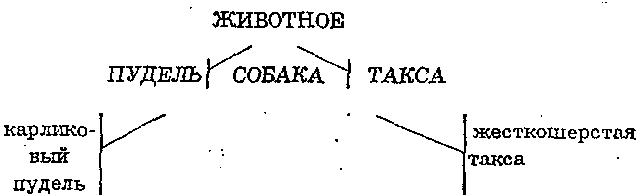 ЖИВОТНОЕ
ПУДЕЛЬ СОБАКА ТАКСА
карлико-
вый
пудель
жесткошерстая
такса